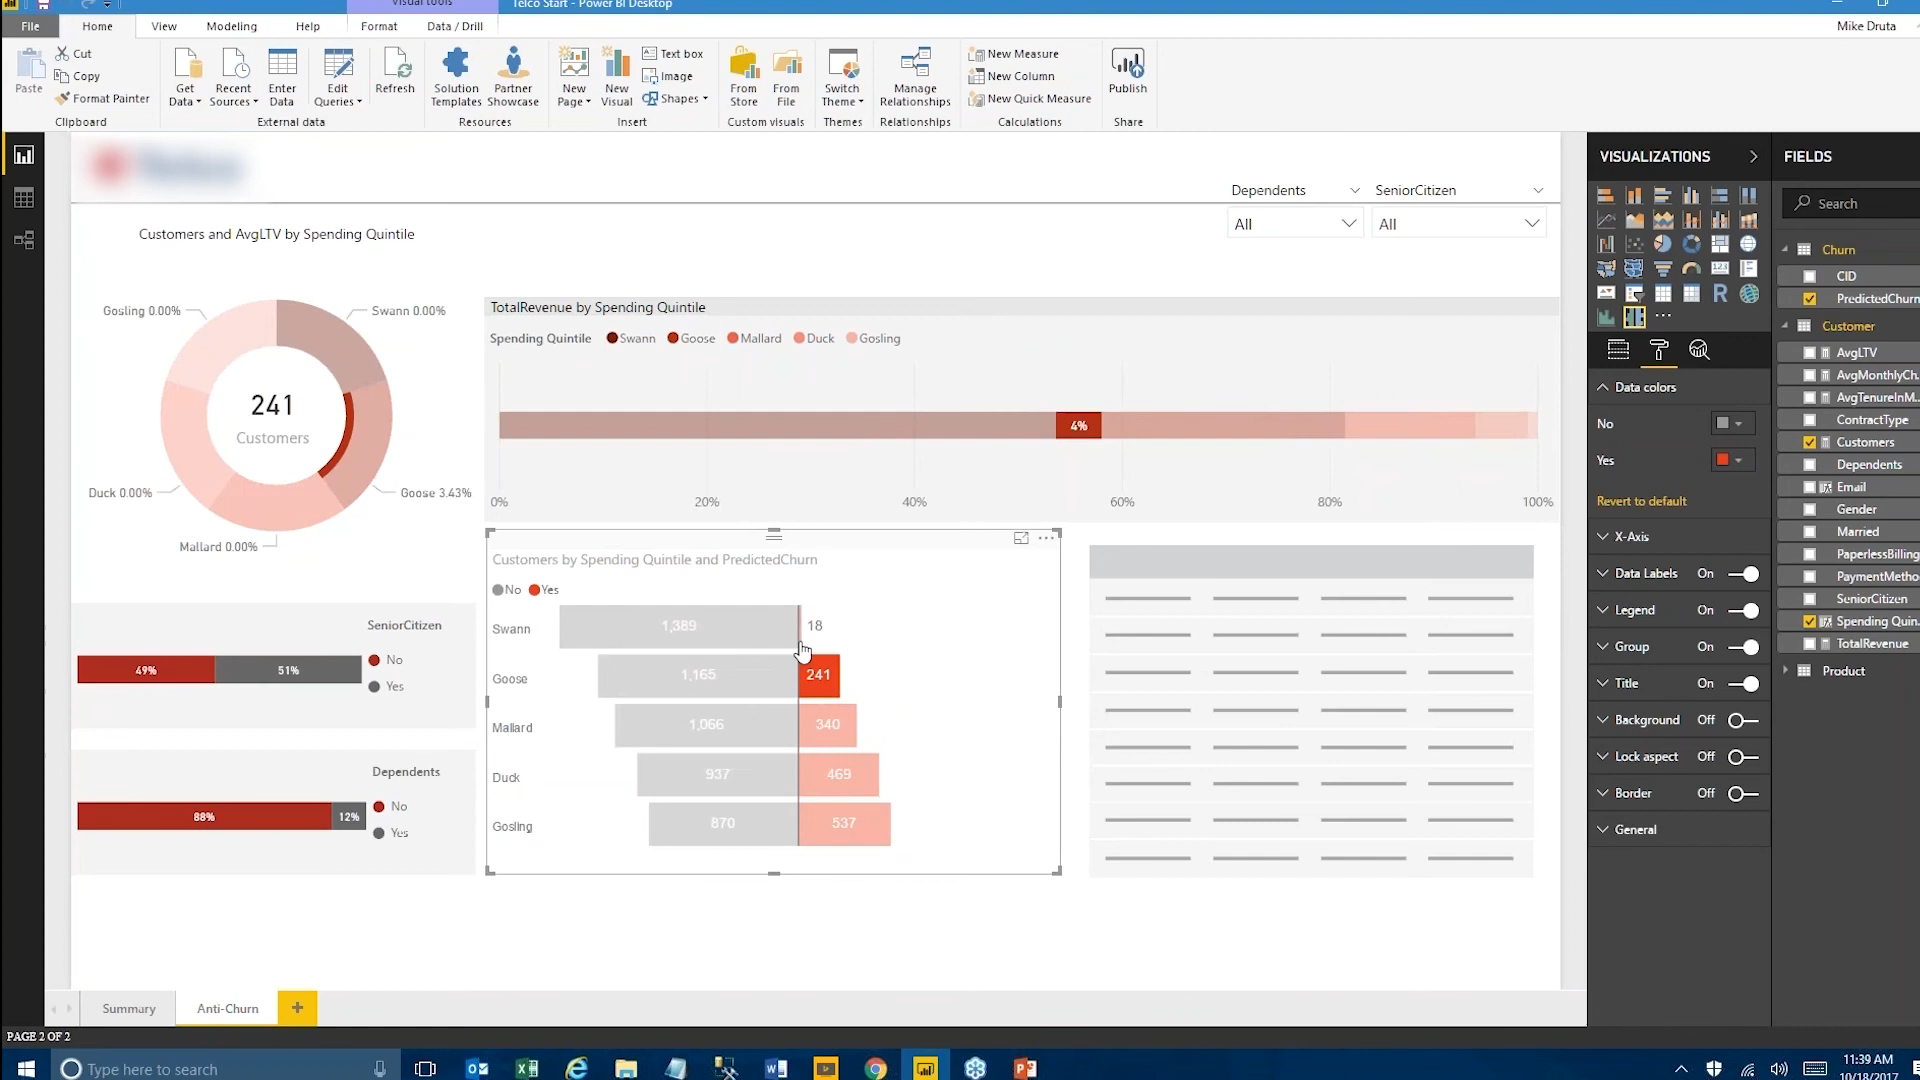 Visual tools
Telco Start - Power BI Desktop
File Home View Modeling Help Format Data / Drill
Mike Druta
Paste
Cut
Copy
Format Painter
Clipboard
Get Data
Recent Sources
Enter Data
Edit Queries
Refresh
External data
Solution Templates
Partner Showcase
Resources
New Page
New Visual
Text box
Image
Shapes
Insert
From Store
From File
Custom visuals
Switch Theme
Themes
Manage Relationships
Relationships
New Measure
New Column
New Quick Measure
Calculations
Publish
Share
Dependents
All
SeniorCitizen
All
Customers and AvgLTV by Spending Quintile
Gosling 0.00%
Swann 0.00%
241
Customers
Duck 0.00%
Goose 3.43%
Mallard 0.00%
TotalRevenue by Spending Quintile
Spending Quintile Swann Goose Mallard Duck Gosling
4%
0% 20% 40% 60% 80% 100%
SeniorCitizen
49% 51%
No
Yes
Dependents
88% 12%
No
Yes
Customers by Spending Quintile and PredictedChurn
No Yes
Swann 1,389 18
Goose 1,165 241
Mallard 1,066 340
Duck 937 469
Gosling 870 537
VISUALIZATIONS
R
Data colors
No
Yes
Revert to default
X-Axis
Data Labels On
Legend On
Group On
Title On
Background Off
Lock aspect Off
Border Off
General
FIELDS
Search
Churn
CID
PredictedChurn
Customer
AvgLTV
AvgMonthlyCh...
AvgTenureInM...
ContractType
Customers
Dependents
Email
Gender
Married
PaperlessBilling
PaymentMetho
SeniorCitizen
Spending Quin...
TotalRevenue
Product
Summary Anti-Churn +
PAGE 2 OF 2
Type here to search
11:39 AM
10/18/2017